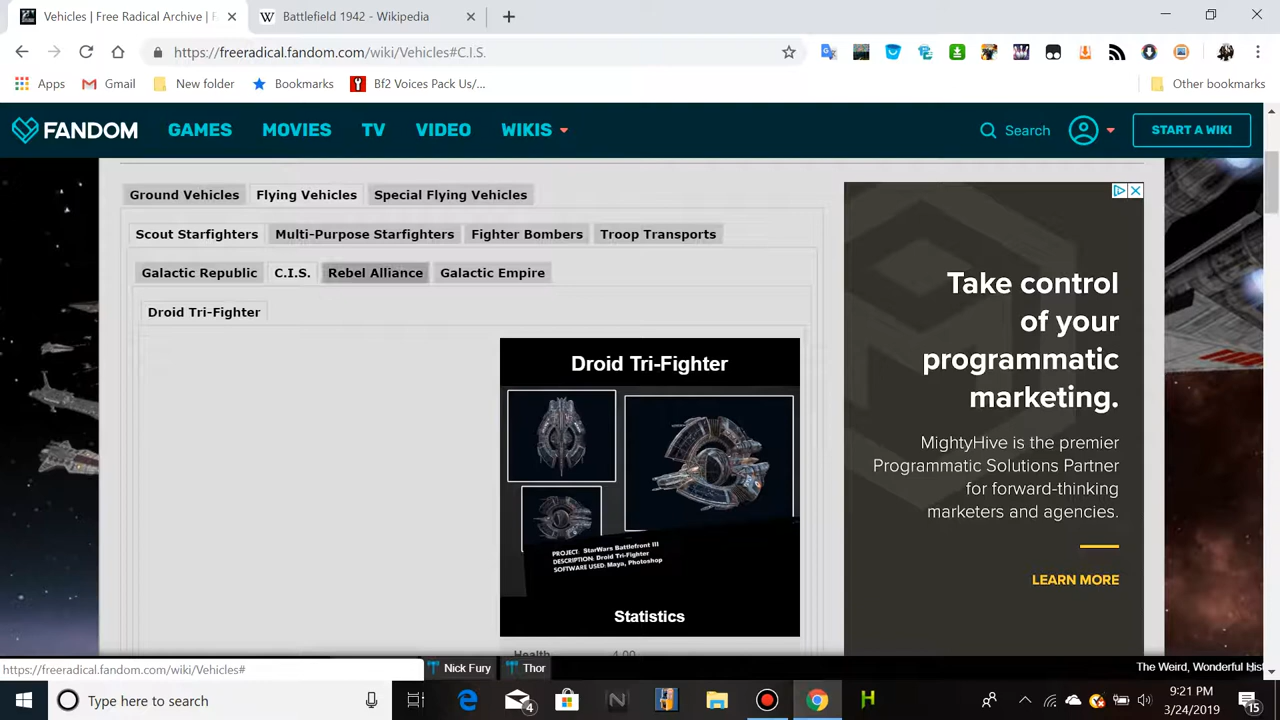 Vehicles | Free Radical Archive | F
Battlefield 1942 - Wikipedia
https://freeradical.fandom.com/wiki/Vehicles#C.I.S.
Apps
Gmail
New folder
Bookmarks
Bf2 Voices Pack Us/...
Other bookmarks
FANDOM
GAMES
MOVIES
TV
VIDEO
WIKIS
Search
START A WIKI
Ground Vehicles
Flying Vehicles
Special Flying Vehicles
Scout Starfighters
Multi-Purpose Starfighters
Fighter Bombers
Troop Transports
Galactic Republic
C.I.S.
Rebel Alliance
Galactic Empire
Droid Tri-Fighter
Droid Tri-Fighter
PROJECT: StarWars Battlefront III
DESCRIPTION: Droid Tri-Fighter
SOFTWARE USED: Maya, Photoshop
Statistics
Health 4.00
Take control
of your
programmatic
marketing.
MightyHive is the premier
Programmatic Solutions Partner
for forward-thinking
marketers and agencies.
LEARN MORE
https://freeradical.fandom.com/wiki/Vehicles#
Nick Fury
Thor
The Weird, Wonderful Hist
Type here to search
4
N
H
9:21 PM
3/24/2019
15